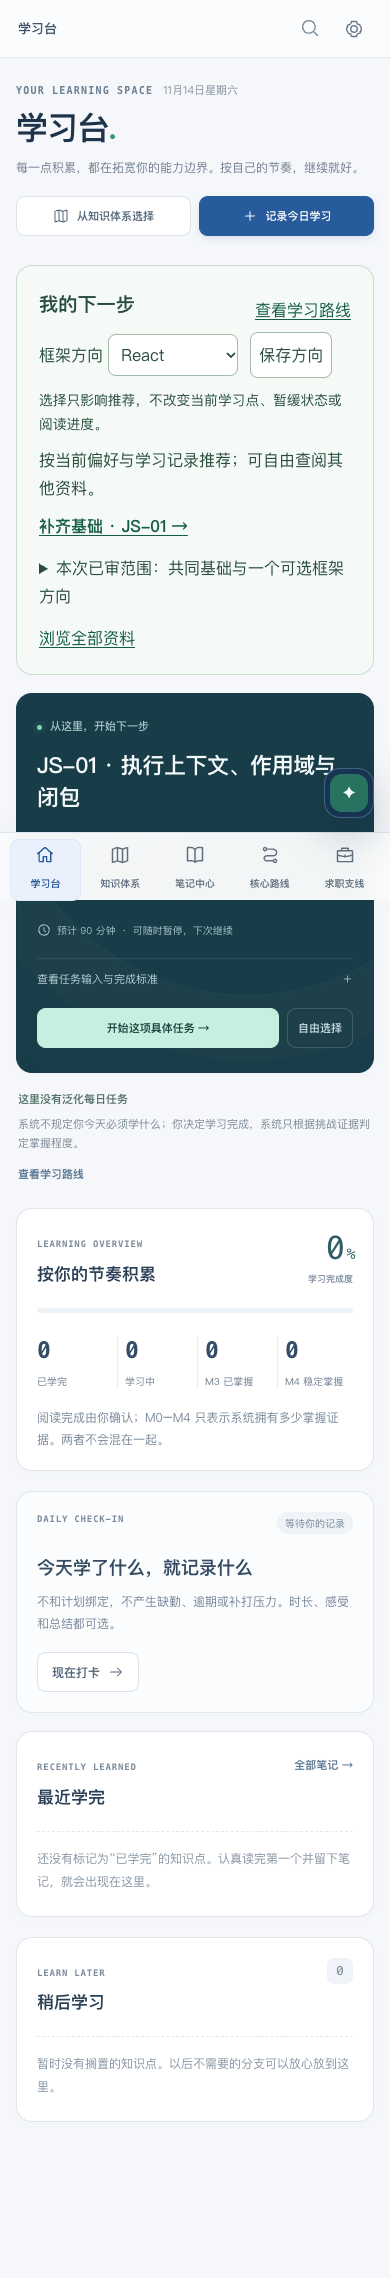 学习台
YOUR LEARNING SPACE 11月14日星期六
学习台.
每一点积累，都在拓宽你的能力边界。按自己的节奏，继续就好。
从知识体系选择
+ 记录今日学习
我的下一步
查看学习路线
框架方向 React 保存方向
选择只影响推荐，不改变当前学习点、暂缓状态或
阅读进度。
按当前偏好与学习记录推荐；可自由查阅其
他资料。
补齐基础 · JS-01 →
▶ 本次已审范围：共同基础与一个可选框架
方向
浏览全部资料
从这里，开始下一步
JS-01 · 执行上下文、作用域与
闭包
学习台
知识体系
笔记中心
核心路线
求职支线
预计 90 分钟 · 可随时暂停，下次继续
查看任务输入与完成标准 +
开始这项具体任务 →
自由选择
这里没有泛化每日任务
系统不规定你今天必须学什么；你决定学习完成，系统只根据挑战证据判
定掌握程度。
查看学习路线
LEARNING OVERVIEW
按你的节奏积累
0%
学习完成度
0
已学完
0
学习中
0
M3 已掌握
0
M4 稳定掌握
阅读完成由你确认；M0—M4 只表示系统拥有多少掌握证
据。两者不会混在一起。
DAILY CHECK-IN
等待你的记录
今天学了什么，就记录什么
不和计划绑定，不产生缺勤、逾期或补打压力。时长、感受
和总结都可选。
现在打卡 →
RECENTLY LEARNED
全部笔记 →
最近学完
还没有标记为“已学完”的知识点。认真读完第一个并留下笔
记，就会出现在这里。
LEARN LATER
0
稍后学习
暂时没有搁置的知识点。以后不需要的分支可以放心放到这
里。